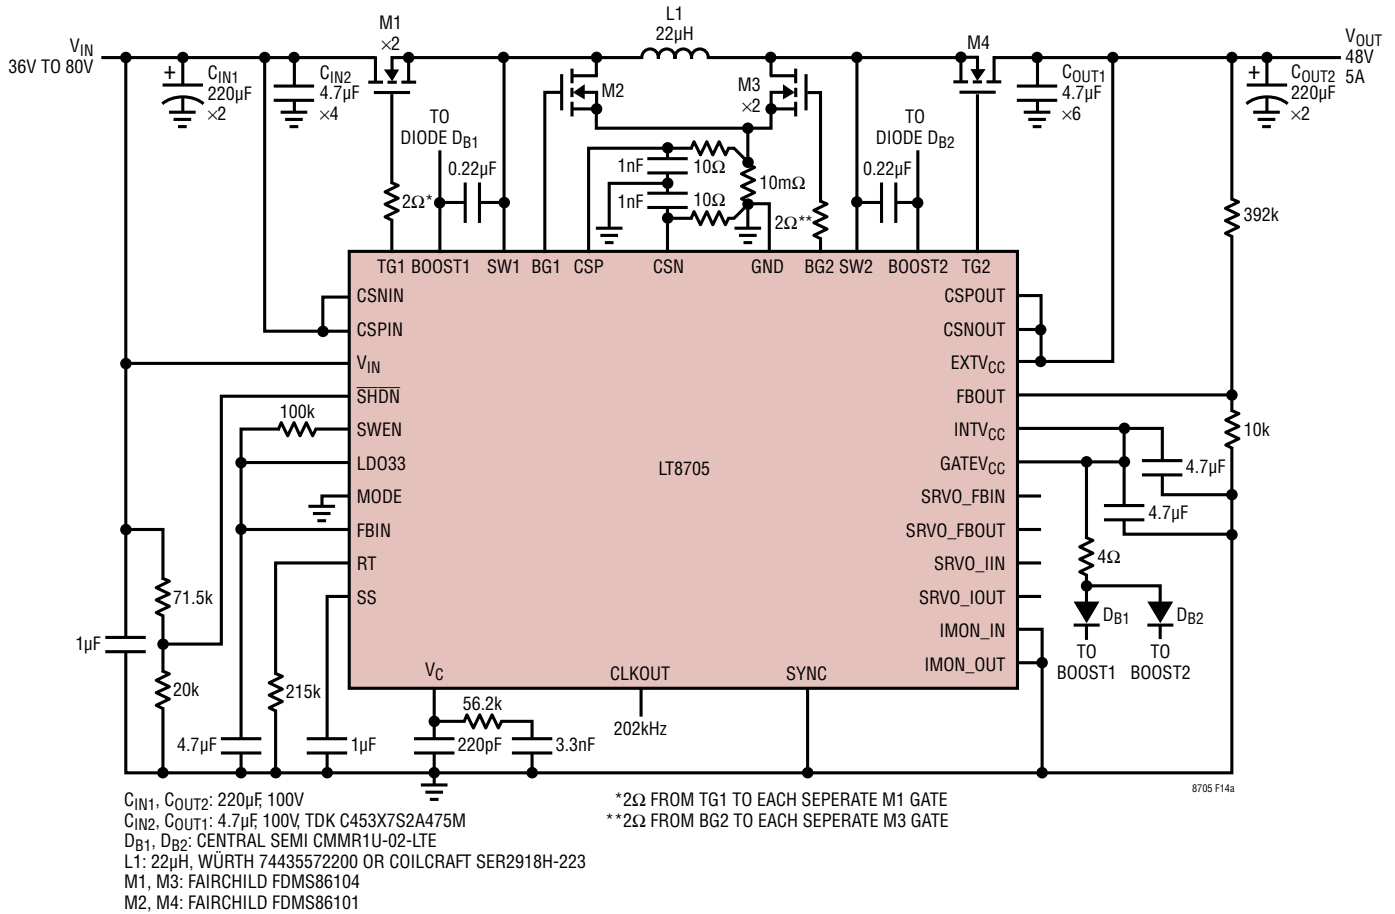 M1
×2
L1
22µH
M4
VIN
36V TO 80V
VOUT
48V
5A
+
CIN1
220µF
×2
CIN2
4.7µF
×4
M2
M3
×2
COUT1
4.7µF
×6
+
COUT2
220µF
×2
TO
DIODE DB1
TO
DIODE DB2
0.22µF
0.22µF
1nF
10Ω
10mΩ
1nF
10Ω
2Ω*
2Ω**
392k
TG1
BOOST1
SW1
BG1
CSP
CSN
GND
BG2
SW2
BOOST2
TG2
CSNIN
CSPIN
VIN
SHDN
SWEN
LDO33
MODE
FBIN
RT
SS
CSPOUT
CSNOUT
EXTVCC
FBOUT
INTVCC
GATEVCC
SRVO_FBIN
SRVO_FBOUT
SRVO_IIN
SRVO_IOUT
IMON_IN
IMON_OUT
LT8705
100k
10k
4.7µF
4.7µF
4Ω
DB1
DB2
TO
BOOST1
TO
BOOST2
71.5k
1µF
20k
215k
4.7µF
1µF
VC
CLKOUT
SYNC
56.2k
220pF
3.3nF
202kHz
8705 F14a
CIN1, COUT2: 220µF, 100V
CIN2, COUT1: 4.7µF, 100V, TDK C453X7S2A475M
DB1, DB2: CENTRAL SEMI CMMR1U-02-LTE
L1: 22µH, WÜRTH 74435572200 OR COILCRAFT SER2918H-223
M1, M3: FAIRCHILD FDMS86104
M2, M4: FAIRCHILD FDMS86101
*2Ω FROM TG1 TO EACH SEPERATE M1 GATE
**2Ω FROM BG2 TO EACH SEPERATE M3 GATE